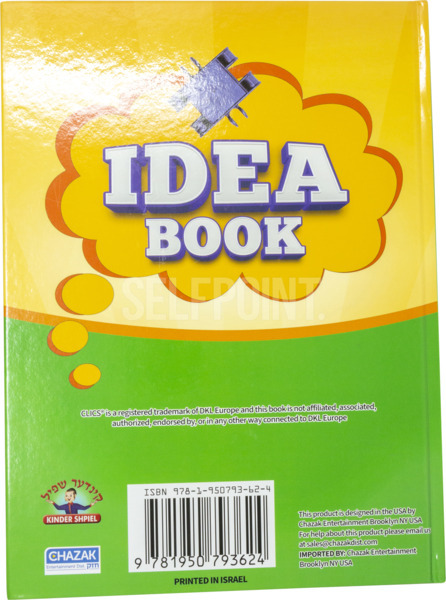 IDEA
BOOK
SELFPOINT.
CLICS® is a registered trademark of DKL Europe and this book is not affiliated, associated,
authorized, endorsed by, or in any other way connected to DKL Europe
קינדער שפיל
KINDER SHPIEL
CHAZAK
Entertainment Dist. ptm
ISBN 978-1-950793-62-4
9 781950 793624
PRINTED IN ISRAEL
This product is designed in the USA by
Chazak Entertainment Brooklyn NY USA
For help about this product please email us
at sales@chazakdist.com
IMPORTED BY: Chazak Entertainment
Brooklyn NY USA.